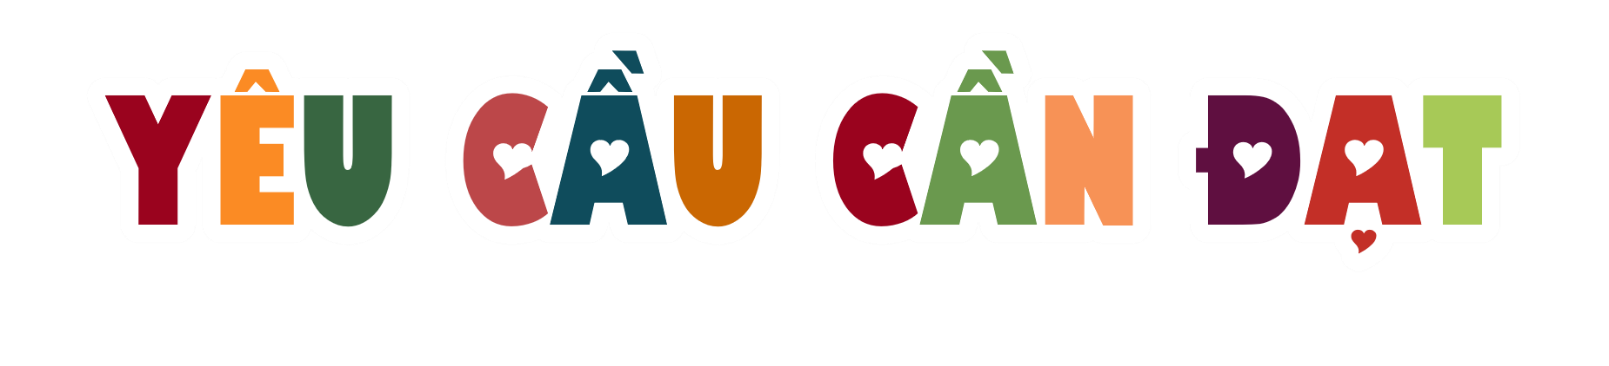 YÊU CẦU CẦN ĐẠT